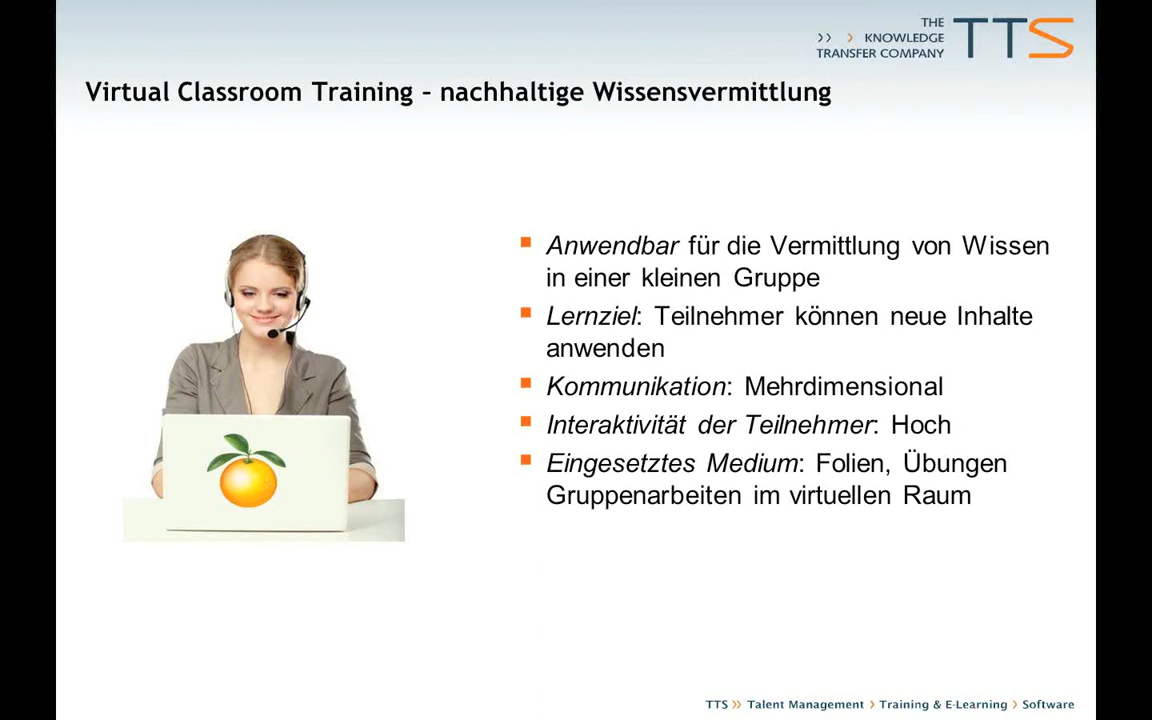 THE
>> > KNOWLEDGE
TRANSFER COMPANY
TTS
Virtual Classroom Training – nachhaltige Wissensvermittlung
Anwendbar für die Vermittlung von Wissen
in einer kleinen Gruppe
Lernziel: Teilnehmer können neue Inhalte
anwenden
Kommunikation: Mehrdimensional
Interaktivität der Teilnehmer: Hoch
Eingesetztes Medium: Folien, Übungen
Gruppenarbeiten im virtuellen Raum
TTS >> Talent Management > Training & E-Learning > Software